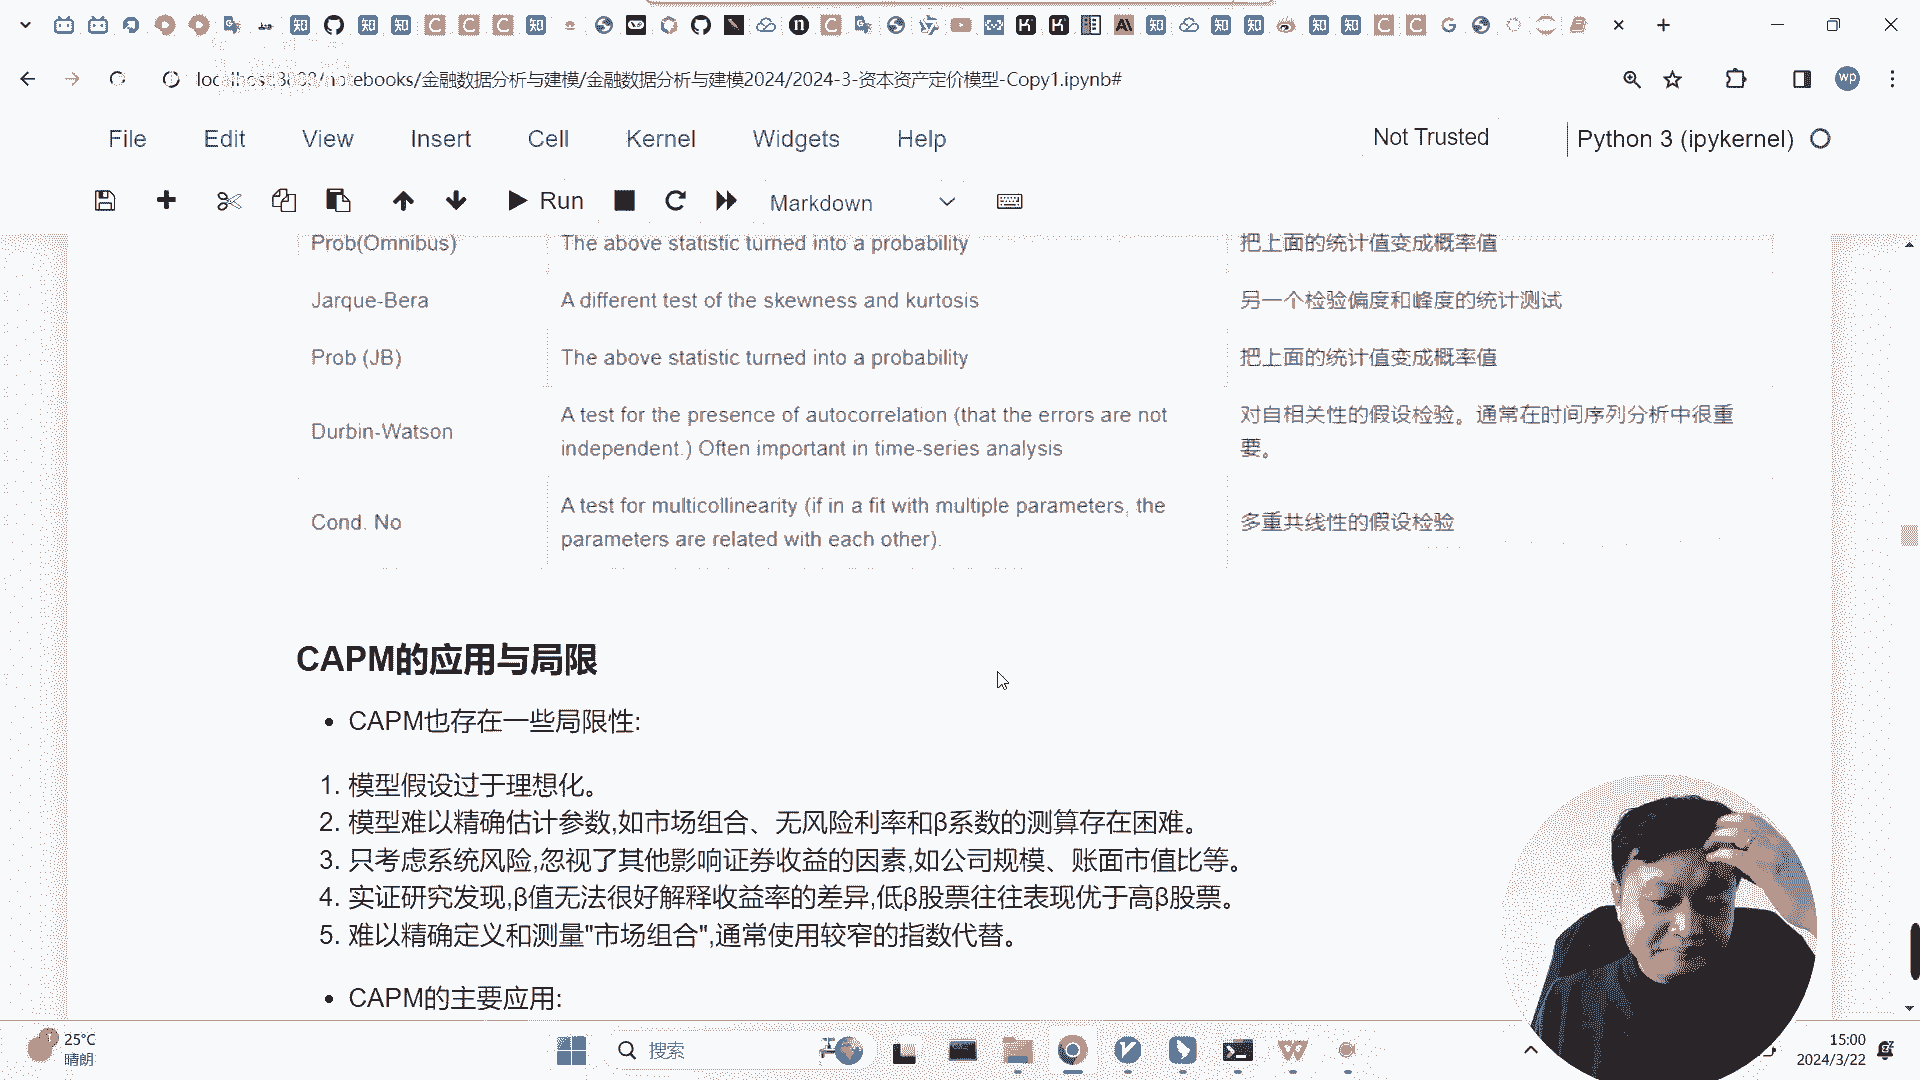 localhost:3888/notebooks/金融数据分析与建模/金融数据分析与建模2024/2024-3-资本资产定价模型-Copy1.ipynb#
wp
File Edit View Insert Cell Kernel Widgets Help
Not Trusted
Python 3 (ipykernel)
Run
Markdown
Prob(Omnibus) The above statistic turned into a probability 把上面的统计值变成概率值
Jarque-Bera A different test of the skewness and kurtosis 另一个检验偏度和峰度的统计测试
Prob (JB) The above statistic turned into a probability 把上面的统计值变成概率值
Durbin-Watson
A test for the presence of autocorrelation (that the errors are not
independent.) Often important in time-series analysis
对自相关性的假设检验。通常在时间序列分析中很重
要。
Cond. No
A test for multicollinearity (if in a fit with multiple parameters, the
parameters are related with each other).
多重共线性的假设检验
CAPM的应用与局限
• CAPM也存在一些局限性:
1. 模型假设过于理想化。
2. 模型难以精确估计参数,如市场组合、无风险利率和β系数的测算存在困难。
3. 只考虑系统风险,忽视了其他影响证券收益的因素,如公司规模、账面市值比等。
4. 实证研究发现,β值无法很好解释收益率的差异,低β股票往往表现优于高β股票。
5. 难以精确定义和测量"市场组合",通常使用较窄的指数代替。
• CAPM的主要应用:
25°C
晴朗
搜索
15:00
2024/3/22